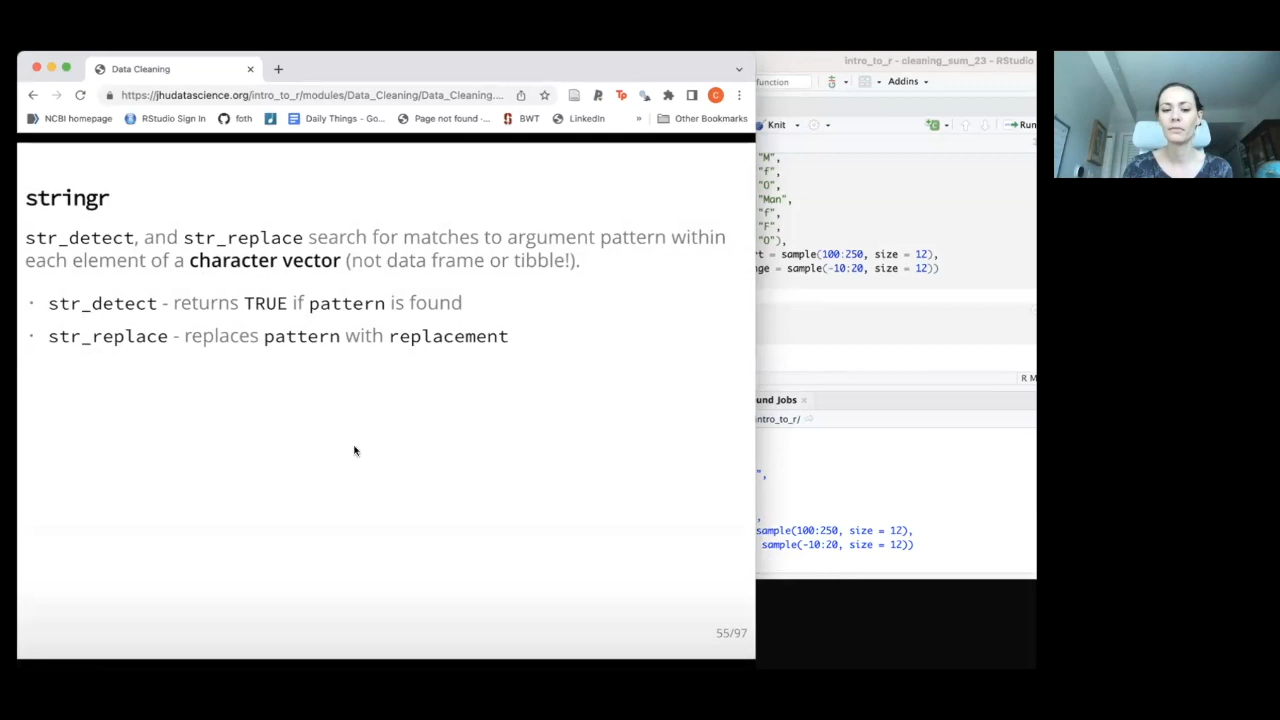 Data Cleaning
https://jhudatascience.org/intro_to_r/modules/Data_Cleaning/Data_Cleaning....
NCBI homepage RStudio Sign In foth Daily Things - Go... Page not found -... BWT LinkedIn » Other Bookmarks
stringr
str_detect, and str_replace search for matches to argument pattern within
each element of a character vector (not data frame or tibble!).
· str_detect - returns TRUE if pattern is found
· str_replace - replaces pattern with replacement
55/97
intro_to_r - cleaning_sum_23 - RStudio
function Addins
Knit Run
"M",
"f",
"O",
"Man",
"f",
"F",
"O"),
rt = sample(100:250, size = 12),
ge = sample(-10:20, size = 12))
R M
und Jobs
intro_to_r/
",
,
sample(100:250, size = 12),
sample(-10:20, size = 12))